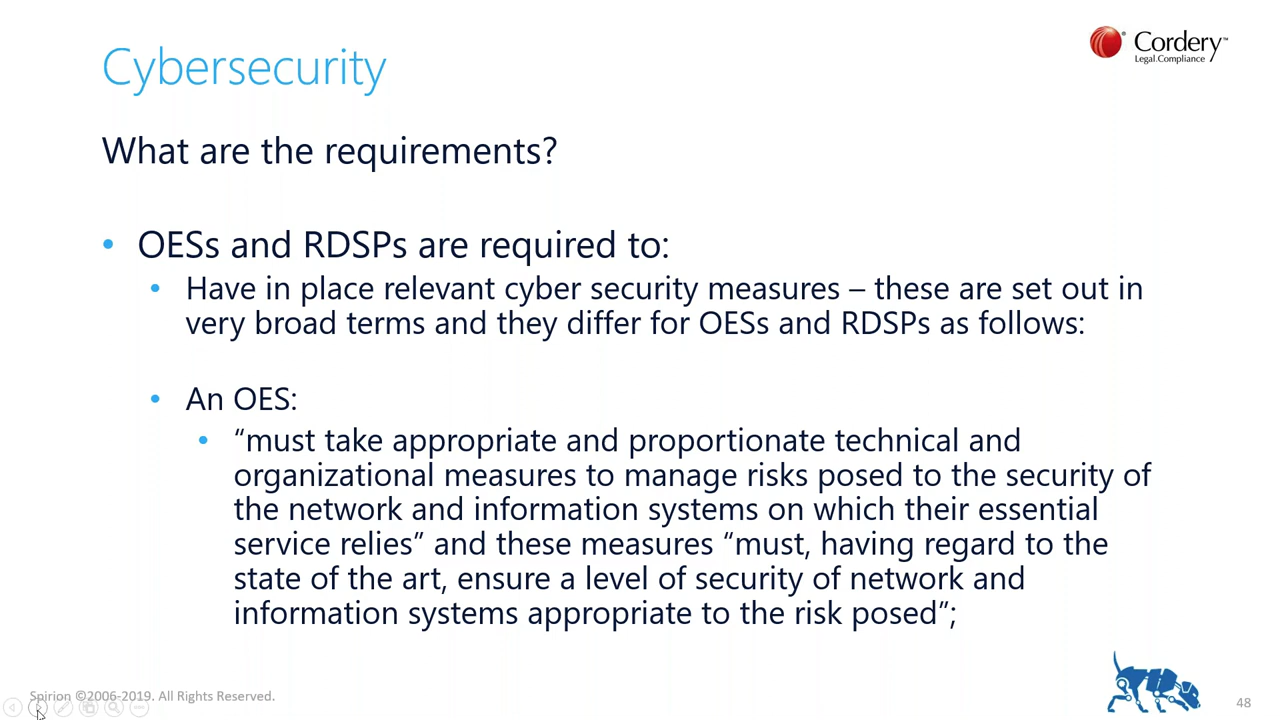 Cybersecurity
Cordery™
Legal.Compliance
What are the requirements?
• OESs and RDSPs are required to:
• Have in place relevant cyber security measures – these are set out in
very broad terms and they differ for OESs and RDSPs as follows:
• An OES:
• “must take appropriate and proportionate technical and
organizational measures to manage risks posed to the security of
the network and information systems on which their essential
service relies” and these measures “must, having regard to the
state of the art, ensure a level of security of network and
information systems appropriate to the risk posed”;
Spirion ©2006-2019. All Rights Reserved.
48